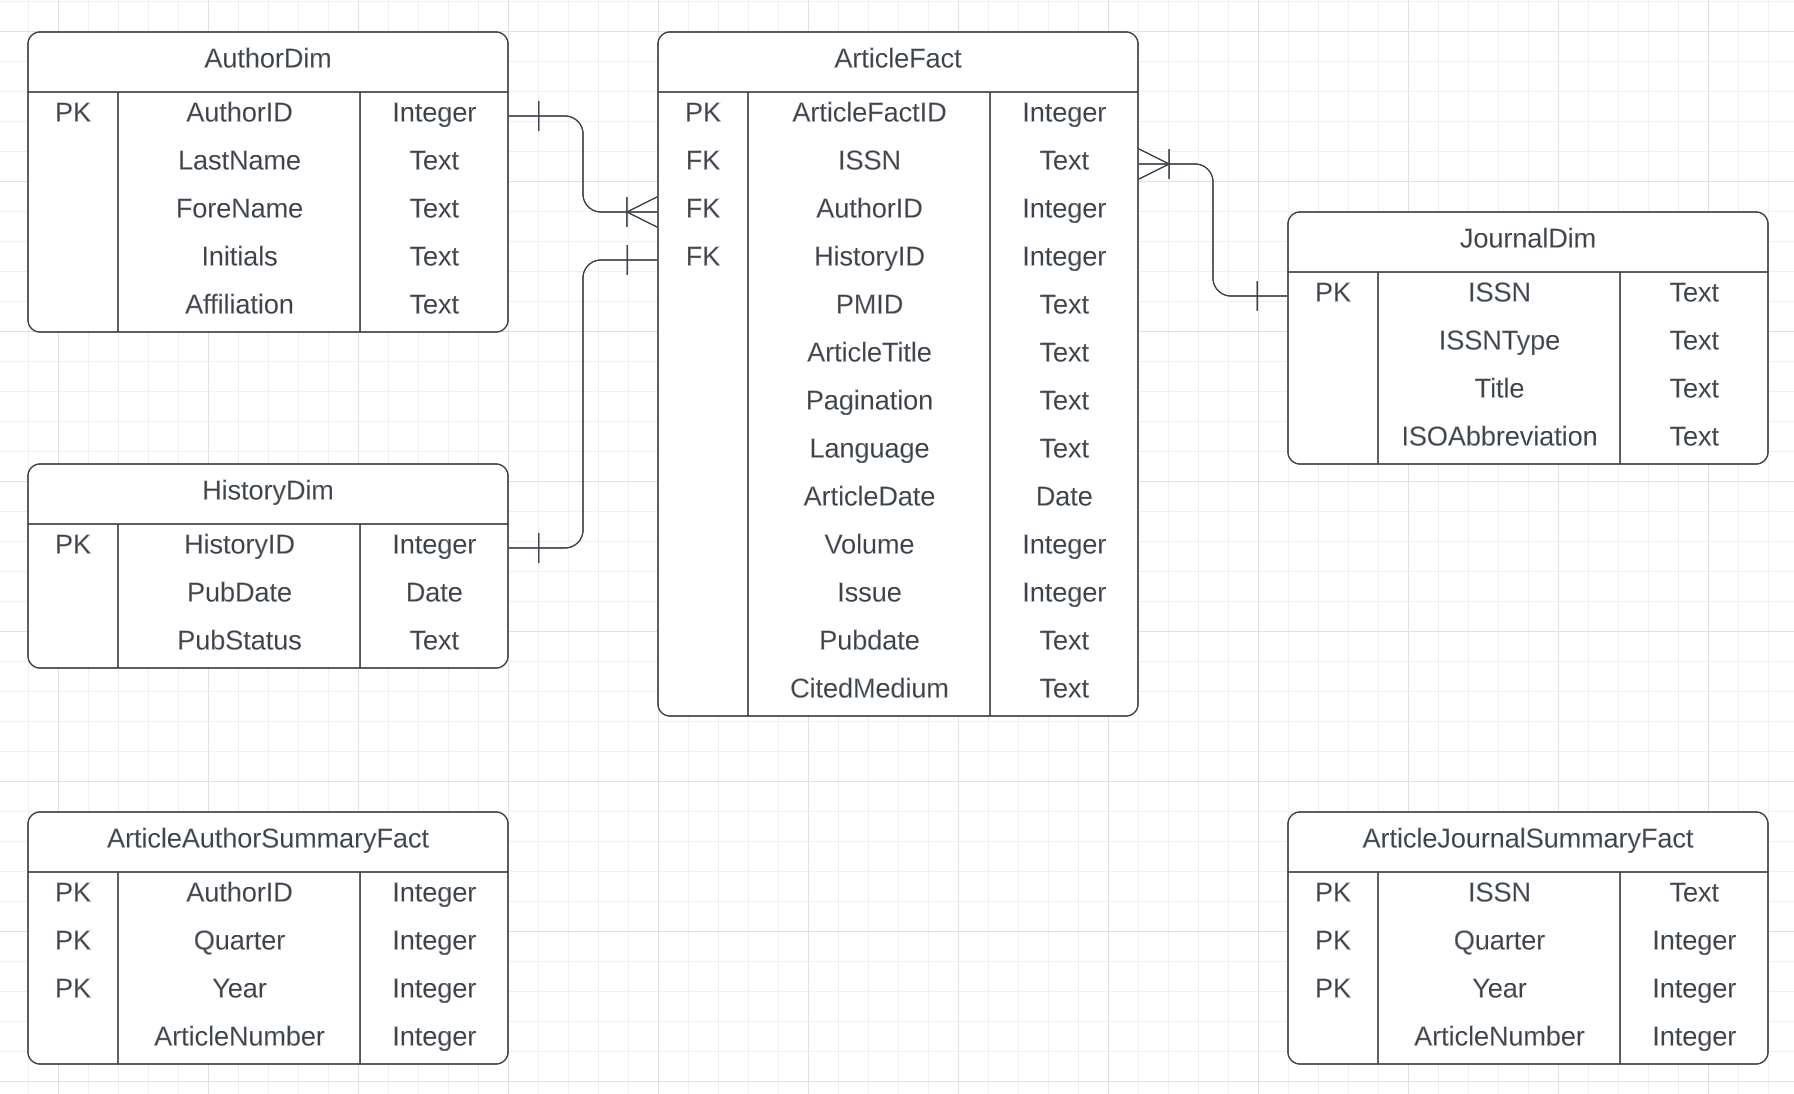 AuthorDim
PK AuthorID Integer
LastName Text
ForeName Text
Initials Text
Affiliation Text
ArticleFact
PK ArticleFactID Integer
FK ISSN Text
FK AuthorID Integer
FK HistoryID Integer
PMID Text
ArticleTitle Text
Pagination Text
Language Text
ArticleDate Date
Volume Integer
Issue Integer
Pubdate Text
CitedMedium Text
JournalDim
PK ISSN Text
ISSNType Text
Title Text
ISOAbbreviation Text
HistoryDim
PK HistoryID Integer
PubDate Date
PubStatus Text
ArticleAuthorSummaryFact
PK AuthorID Integer
PK Quarter Integer
PK Year Integer
ArticleNumber Integer
ArticleJournalSummaryFact
PK ISSN Text
PK Quarter Integer
PK Year Integer
ArticleNumber Integer